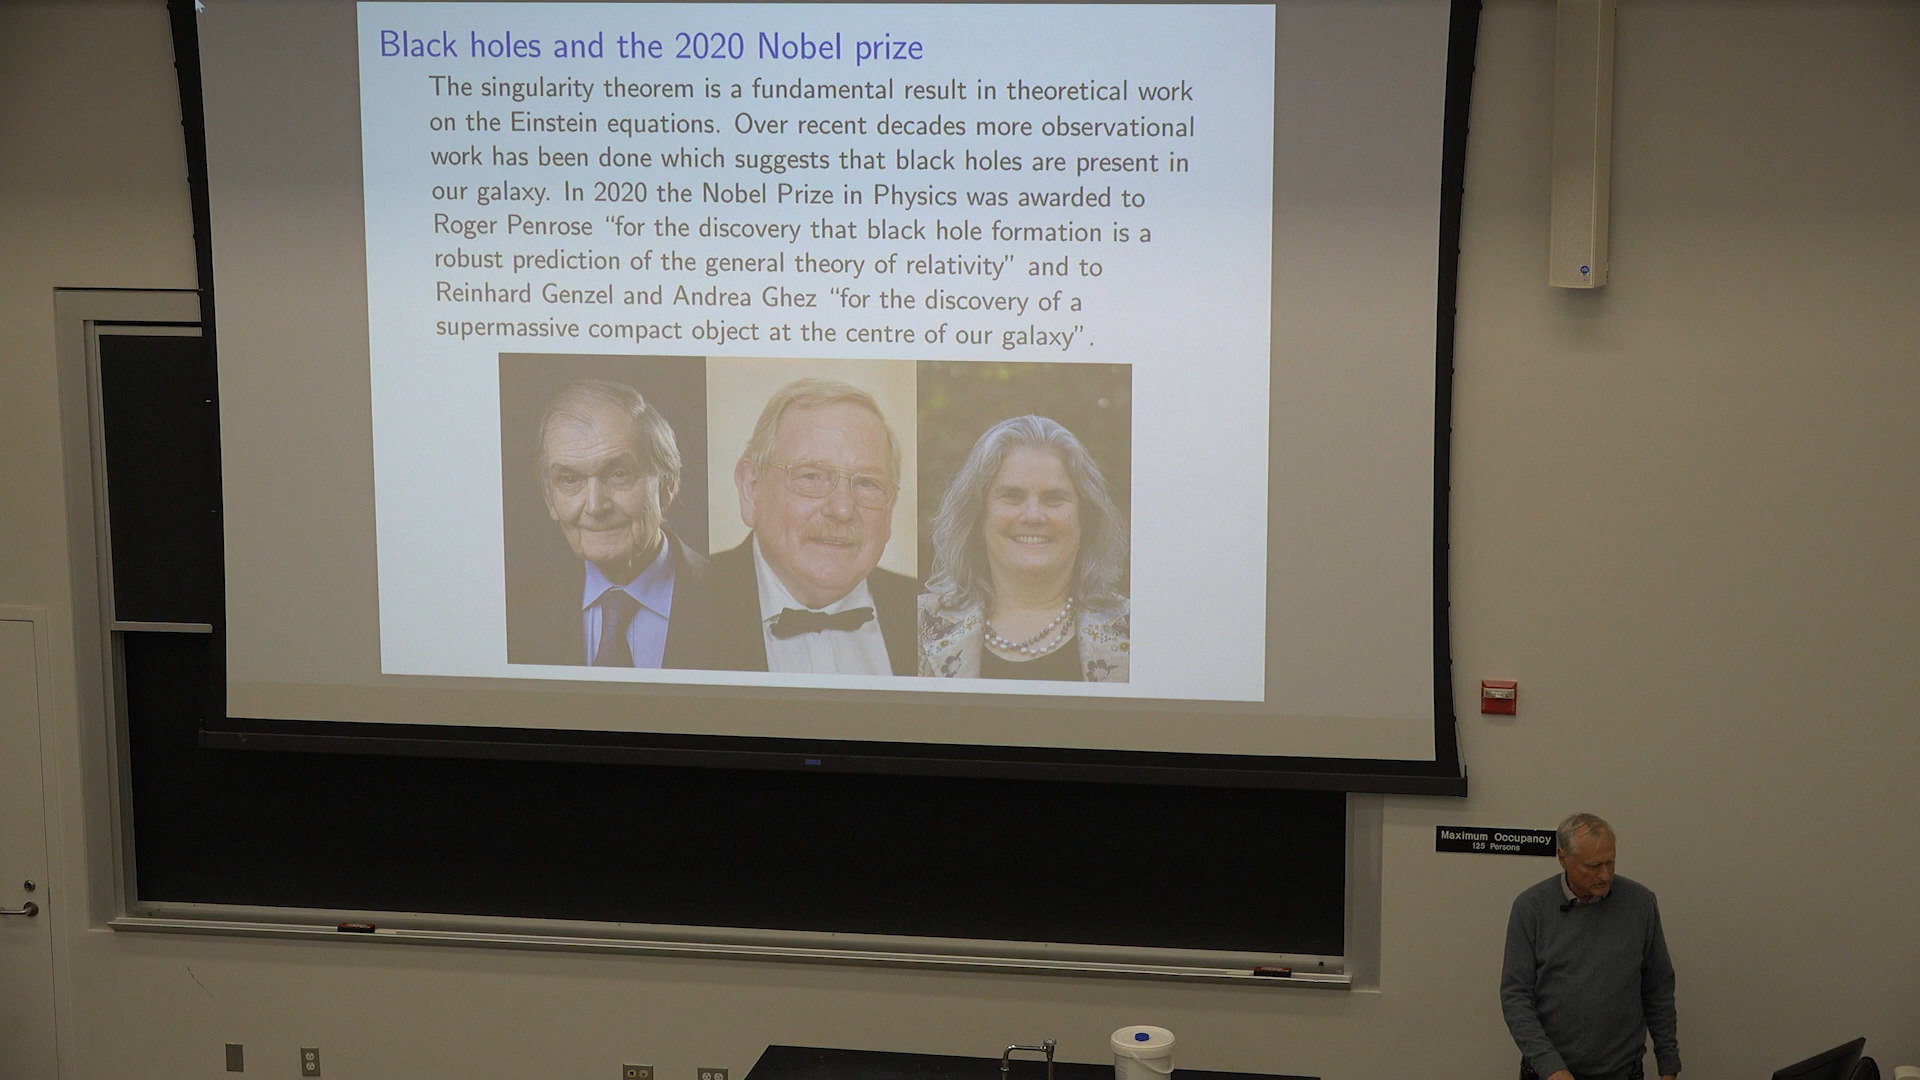 Black holes and the 2020 Nobel prize
The singularity theorem is a fundamental result in theoretical work
on the Einstein equations. Over recent decades more observational
work has been done which suggests that black holes are present in
our galaxy. In 2020 the Nobel Prize in Physics was awarded to
Roger Penrose “for the discovery that black hole formation is a
robust prediction of the general theory of relativity” and to
Reinhard Genzel and Andrea Ghez “for the discovery of a
supermassive compact object at the centre of our galaxy”.
Maximum Occupancy
125 Persons